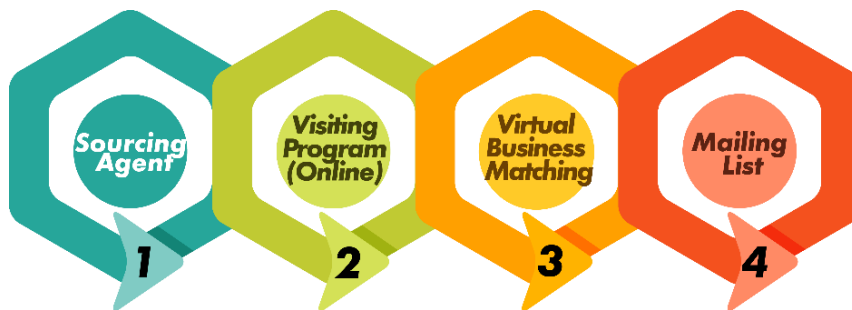 Sourcing
Agent
1
Visiting
Program
(Online)
2
Virtual
Business
Matching
3
Mailing
List
4